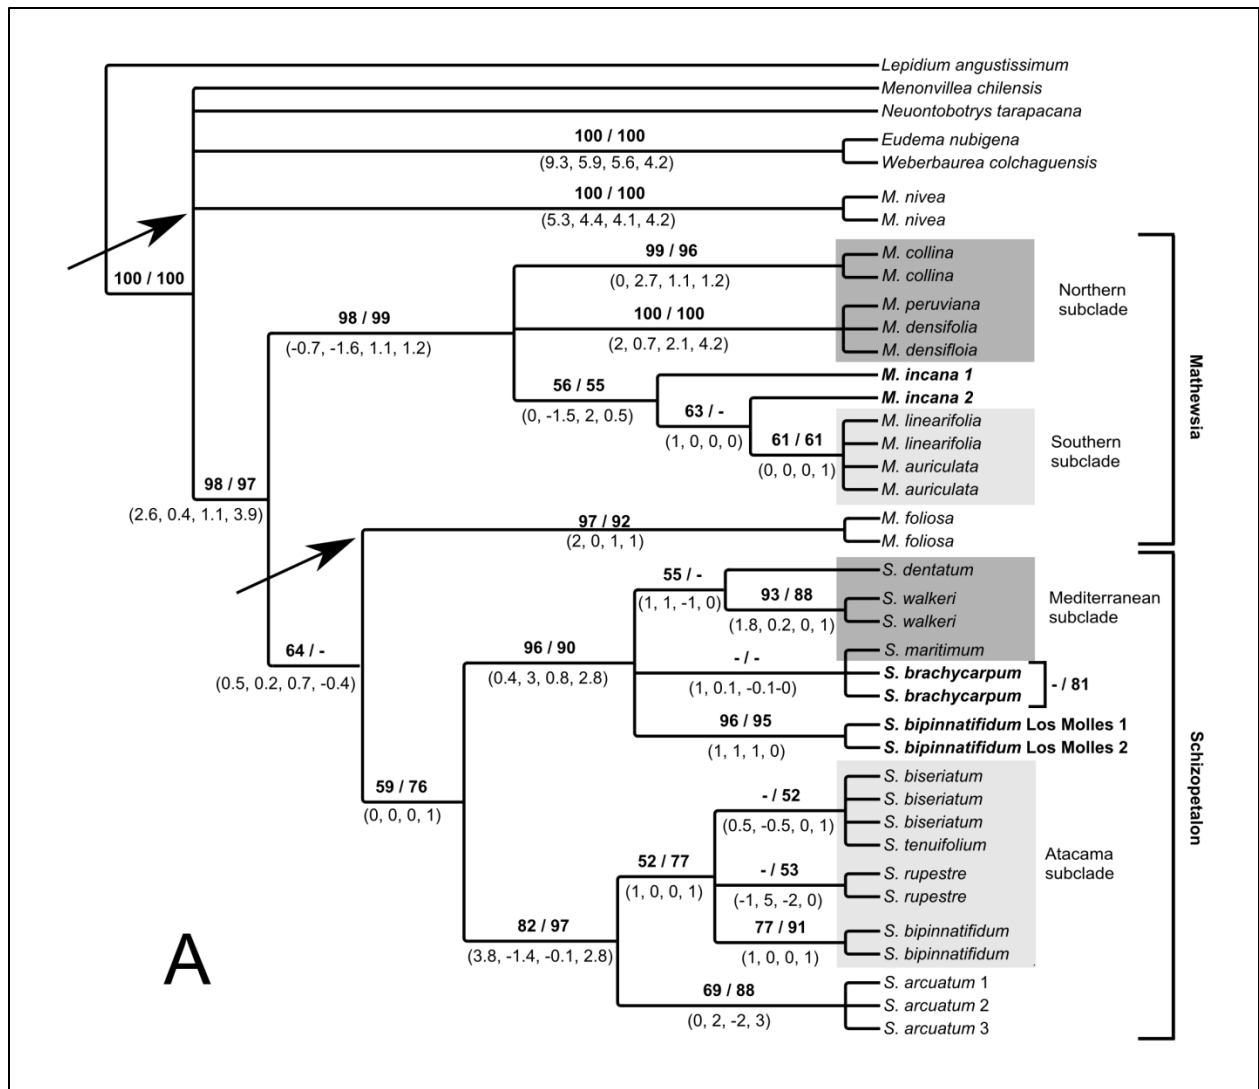 Lepidium angustissimum
Menonvillea chilensis
Neuontobotrys tarapacana
100 / 100
(9.3, 5.9, 5.6, 4.2)
Eudema nubigena
Weberbaurea colchaguensis
100 / 100
(5.3, 4.4, 4.1, 4.2)
M. nivea
M. nivea
100 / 100
98 / 97
(2.6, 0.4, 1.1, 3.9)
98 / 99
(-0.7, -1.6, 1.1, 1.2)
99 / 96
(0, 2.7, 1.1, 1.2)
M. collina
M. collina
100 / 100
(2, 0.7, 2.1, 4.2)
M. peruviana
M. densifolia
M. densifloia
Northern
subclade
56 / 55
(0, -1.5, 2, 0.5)
M. incana 1
63 / -
(1, 0, 0, 0)
M. incana 2
61 / 61
(0, 0, 0, 1)
M. linearifolia
M. linearifolia
M. auriculata
M. auriculata
Southern
subclade
97 / 92
(2, 0, 1, 1)
M. foliosa
M. foliosa
Mathewsia
64 / -
(0.5, 0.2, 0.7, -0.4)
59 / 76
(0, 0, 0, 1)
96 / 90
(0.4, 3, 0.8, 2.8)
55 / -
(1, 1, -1, 0)
S. dentatum
93 / 88
(1.8, 0.2, 0, 1)
S. walkeri
S. walkeri
Mediterranean
subclade
- / -
(1, 0.1, -0.1-0)
S. maritimum
S. brachycarpum
S. brachycarpum
- / 81
96 / 95
(1, 1, 1, 0)
S. bipinnatifidum Los Molles 1
S. bipinnatifidum Los Molles 2
82 / 97
(3.8, -1.4, -0.1, 2.8)
52 / 77
(1, 0, 0, 1)
- / 52
(0.5, -0.5, 0, 1)
S. biseriatum
S. biseriatum
S. biseriatum
S. tenuifolium
- / 53
(-1, 5, -2, 0)
S. rupestre
S. rupestre
77 / 91
(1, 0, 0, 1)
S. bipinnatifidum
S. bipinnatifidum
Atacama
subclade
69 / 88
(0, 2, -2, 3)
S. arcuatum 1
S. arcuatum 2
S. arcuatum 3
Schizopetalon
A